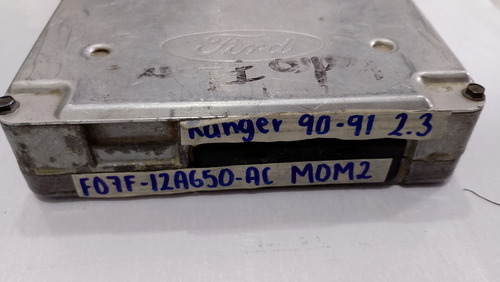 Ford
Ranger 90-91 2.3
F07F-12A650-AC MOM2